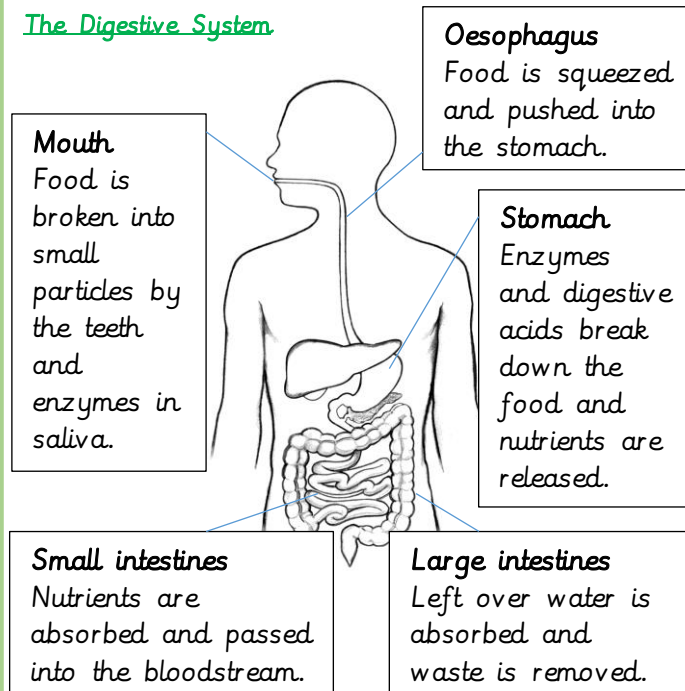 The Digestive System
Oesophagus
Food is squeezed
and pushed into
the stomach.
Mouth
Food is
broken into
small
particles by
the teeth
and
enzymes in
saliva.
Stomach
Enzymes
and digestive
acids break
down the
food and
nutrients are
released.
Small intestines
Nutrients are
absorbed and passed
into the bloodstream.
Large intestines
Left over water is
absorbed and
waste is removed.